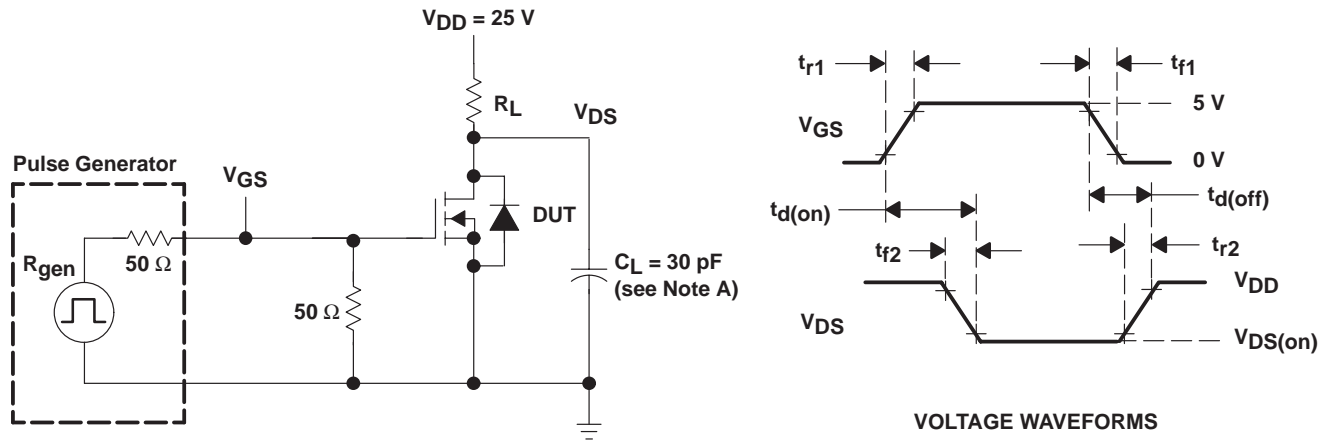 VDD = 25 V
RL
VDS
Pulse Generator
VGS
Rgen
50 Ω
50 Ω
DUT
CL = 30 pF
(see Note A)
tr1
tf1
VGS
5 V
0 V
td(on)
td(off)
tf2
tr2
VDS
VDD
VDS(on)
VOLTAGE WAVEFORMS